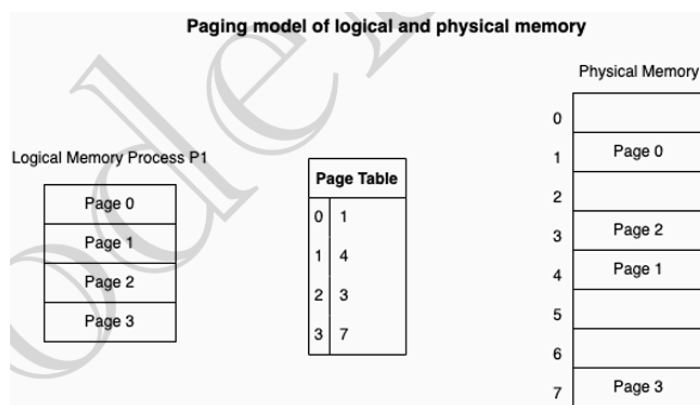 Paging model of logical and physical memory
Physical Memory
Logical Memory Process P1
Page 0
Page 1
Page 2
Page 3
Page Table
0 1
1 4
2 3
3 7
0
1 Page 0
2
3 Page 2
4 Page 1
5
6
7 Page 3